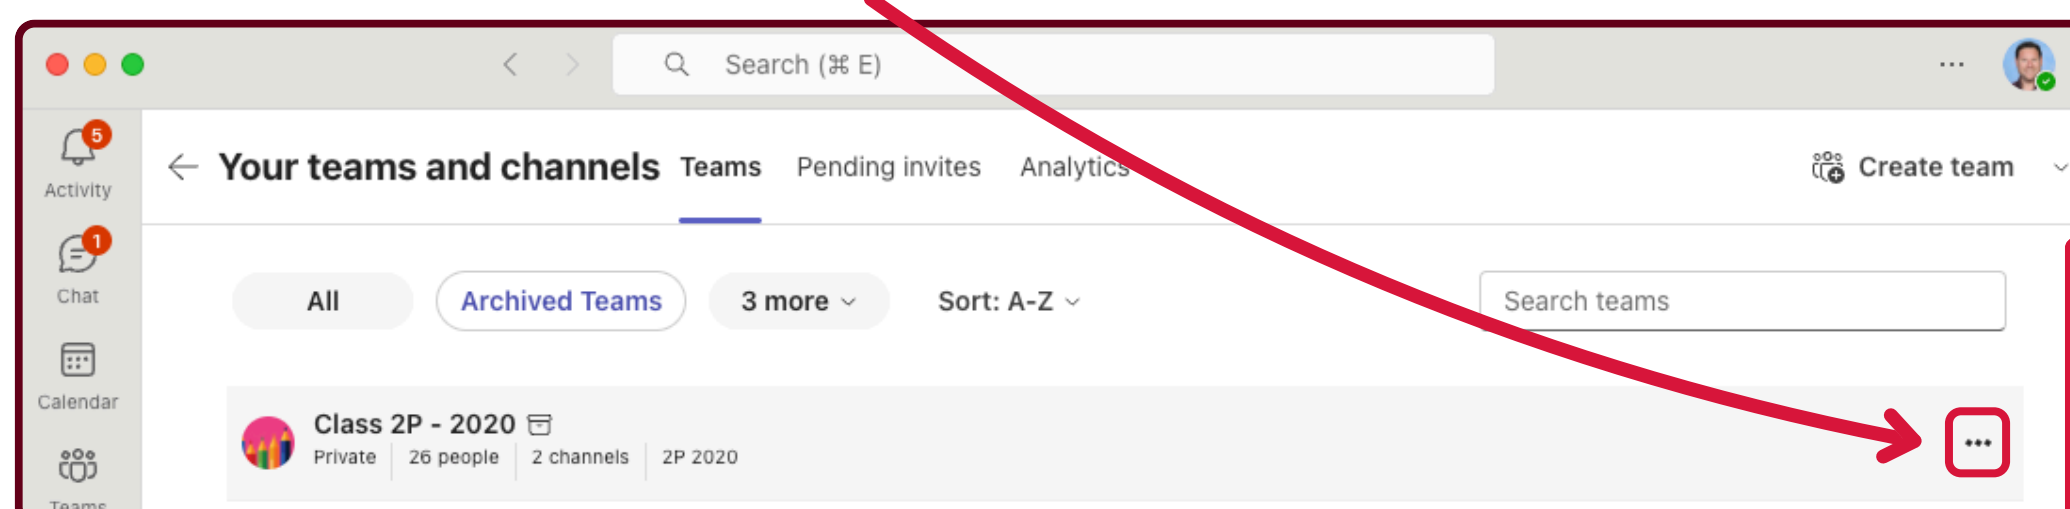 Search (⌘ E)
5
Activity
Your teams and channels Teams Pending invites Analytics Create team
1
Chat
All Archived Teams 3 more Sort: A-Z Search teams
Calendar
Class 2P - 2020
Private 26 people 2 channels 2P 2020
Teams